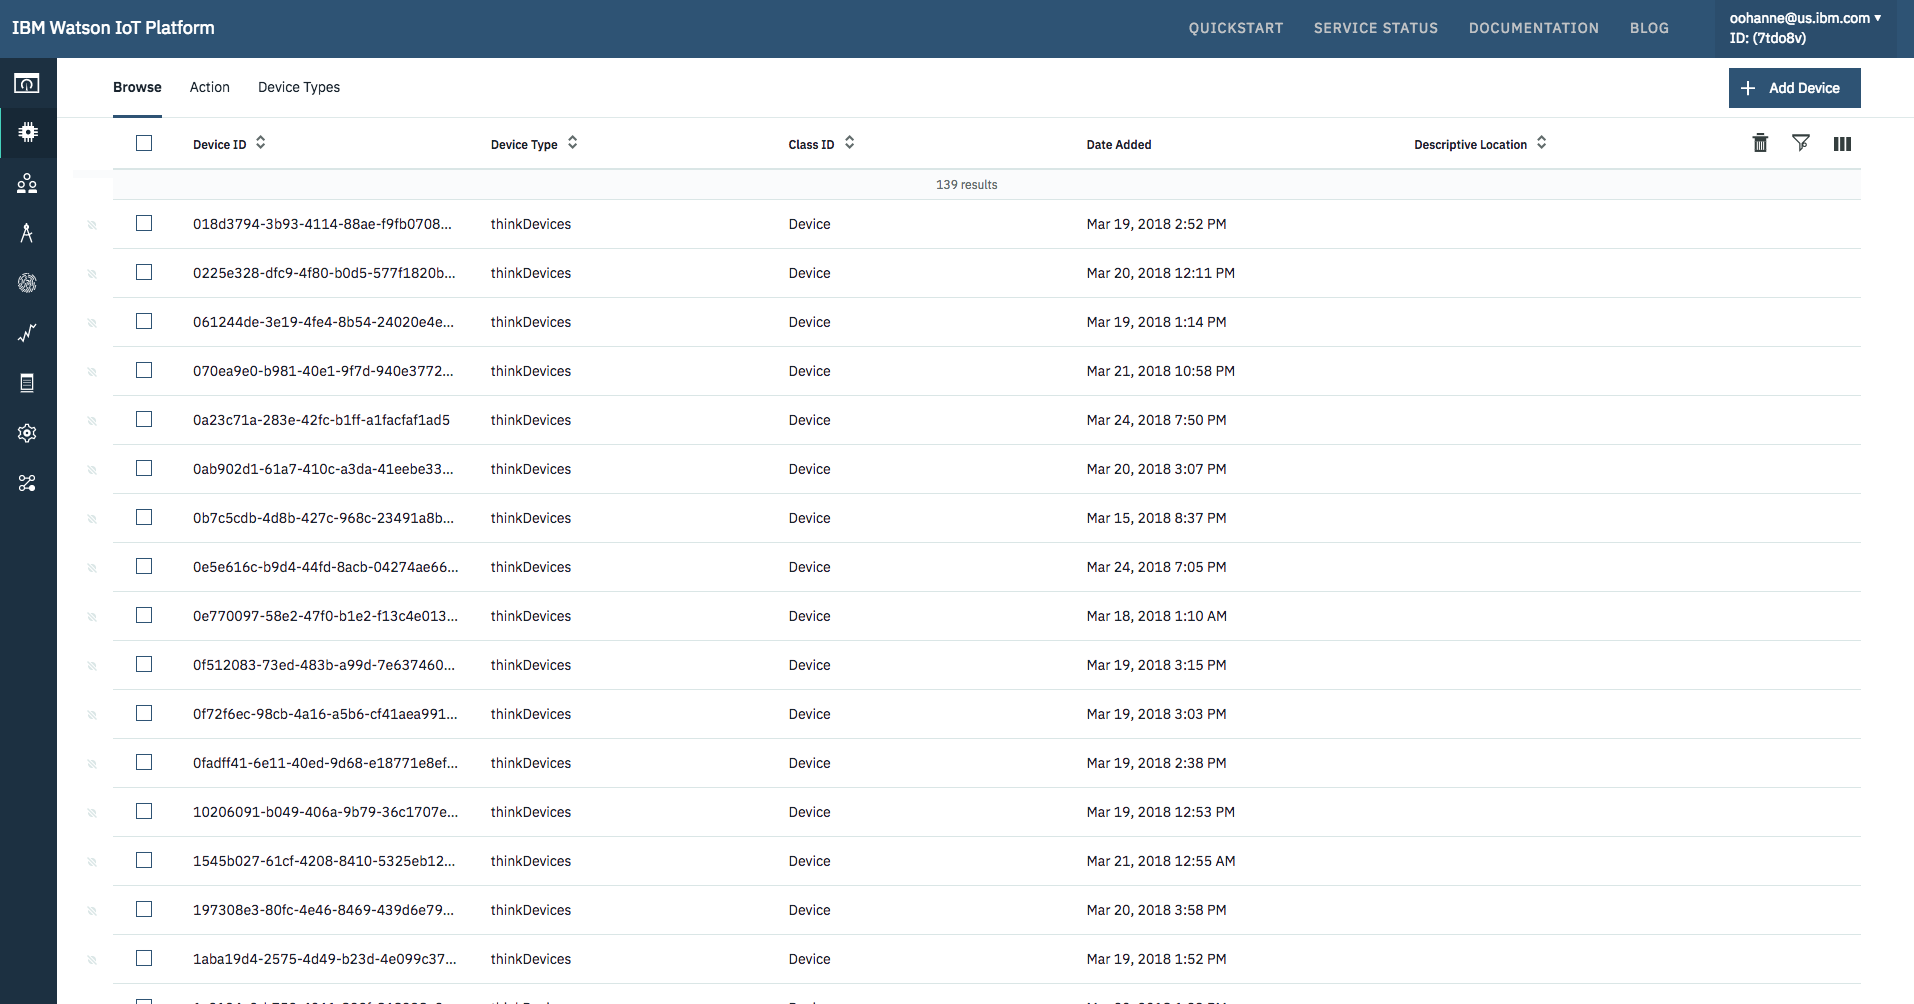 IBM Watson IoT Platform
QUICKSTART SERVICE STATUS DOCUMENTATION BLOG
oohanne@us.ibm.com ▾
ID: (7tdo8v)
Browse Action Device Types
+ Add Device
Device ID Device Type Class ID Date Added Descriptive Location
139 results
018d3794-3b93-4114-88ae-f9fb0708... thinkDevices Device Mar 19, 2018 2:52 PM
0225e328-dfc9-4f80-b0d5-577f1820b... thinkDevices Device Mar 20, 2018 12:11 PM
061244de-3e19-4fe4-8b54-24020e4e... thinkDevices Device Mar 19, 2018 1:14 PM
070ea9e0-b981-40e1-9f7d-940e3772... thinkDevices Device Mar 21, 2018 10:58 PM
0a23c71a-283e-42fc-b1ff-a1facfaf1ad5 thinkDevices Device Mar 24, 2018 7:50 PM
0ab902d1-61a7-410c-a3da-41eebe33... thinkDevices Device Mar 20, 2018 3:07 PM
0b7c5cdb-4d8b-427c-968c-23491a8b... thinkDevices Device Mar 15, 2018 8:37 PM
0e5e616c-b9d4-44fd-8acb-04274ae66... thinkDevices Device Mar 24, 2018 7:05 PM
0e770097-58e2-47f0-b1e2-f13c4e013... thinkDevices Device Mar 18, 2018 1:10 AM
0f512083-73ed-483b-a99d-7e637460... thinkDevices Device Mar 19, 2018 3:15 PM
0f72f6ec-98cb-4a16-a5b6-cf41aea991... thinkDevices Device Mar 19, 2018 3:03 PM
0fadff41-6e11-40ed-9d68-e18771e8ef... thinkDevices Device Mar 19, 2018 2:38 PM
10206091-b049-406a-9b79-36c1707e... thinkDevices Device Mar 19, 2018 12:53 PM
1545b027-61cf-4208-8410-5325eb12... thinkDevices Device Mar 21, 2018 12:55 AM
197308e3-80fc-4e46-8469-439d6e79... thinkDevices Device Mar 20, 2018 3:58 PM
1aba19d4-2575-4d49-b23d-4e099c37... thinkDevices Device Mar 19, 2018 1:52 PM